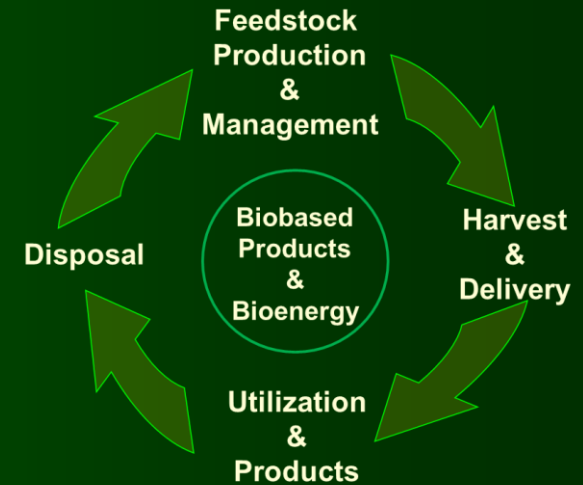 Feedstock
Production
&
Management
Harvest
&
Delivery
Utilization
&
Products
Disposal
Biobased
Products
&
Bioenergy